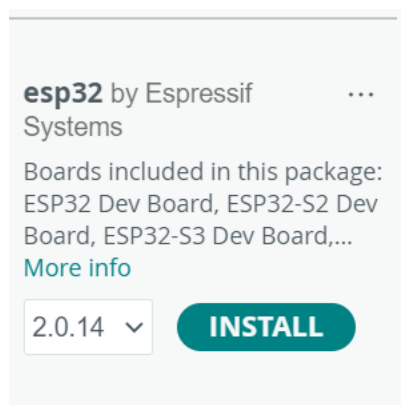 esp32 by Espressif ...
Systems
Boards included in this package:
ESP32 Dev Board, ESP32-S2 Dev
Board, ESP32-S3 Dev Board,...
More info
2.0.14 INSTALL